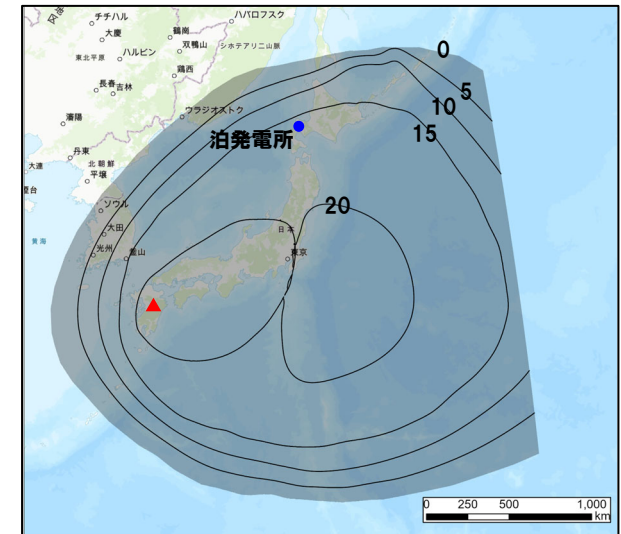 チチハル
ハバロフスク
大慶
鶴崗
双鴨山
シホテアリニ山脈
東北平原
ハルビン
鶏西
長春
吉林
瀋陽
ウラジオストク
丹東
大連
北朝鮮
平壌
ソウル
大田
黄海
光州
釜山
日本
東京
泊発電所
0
5
10
15
20
0 250 500 1,000
km